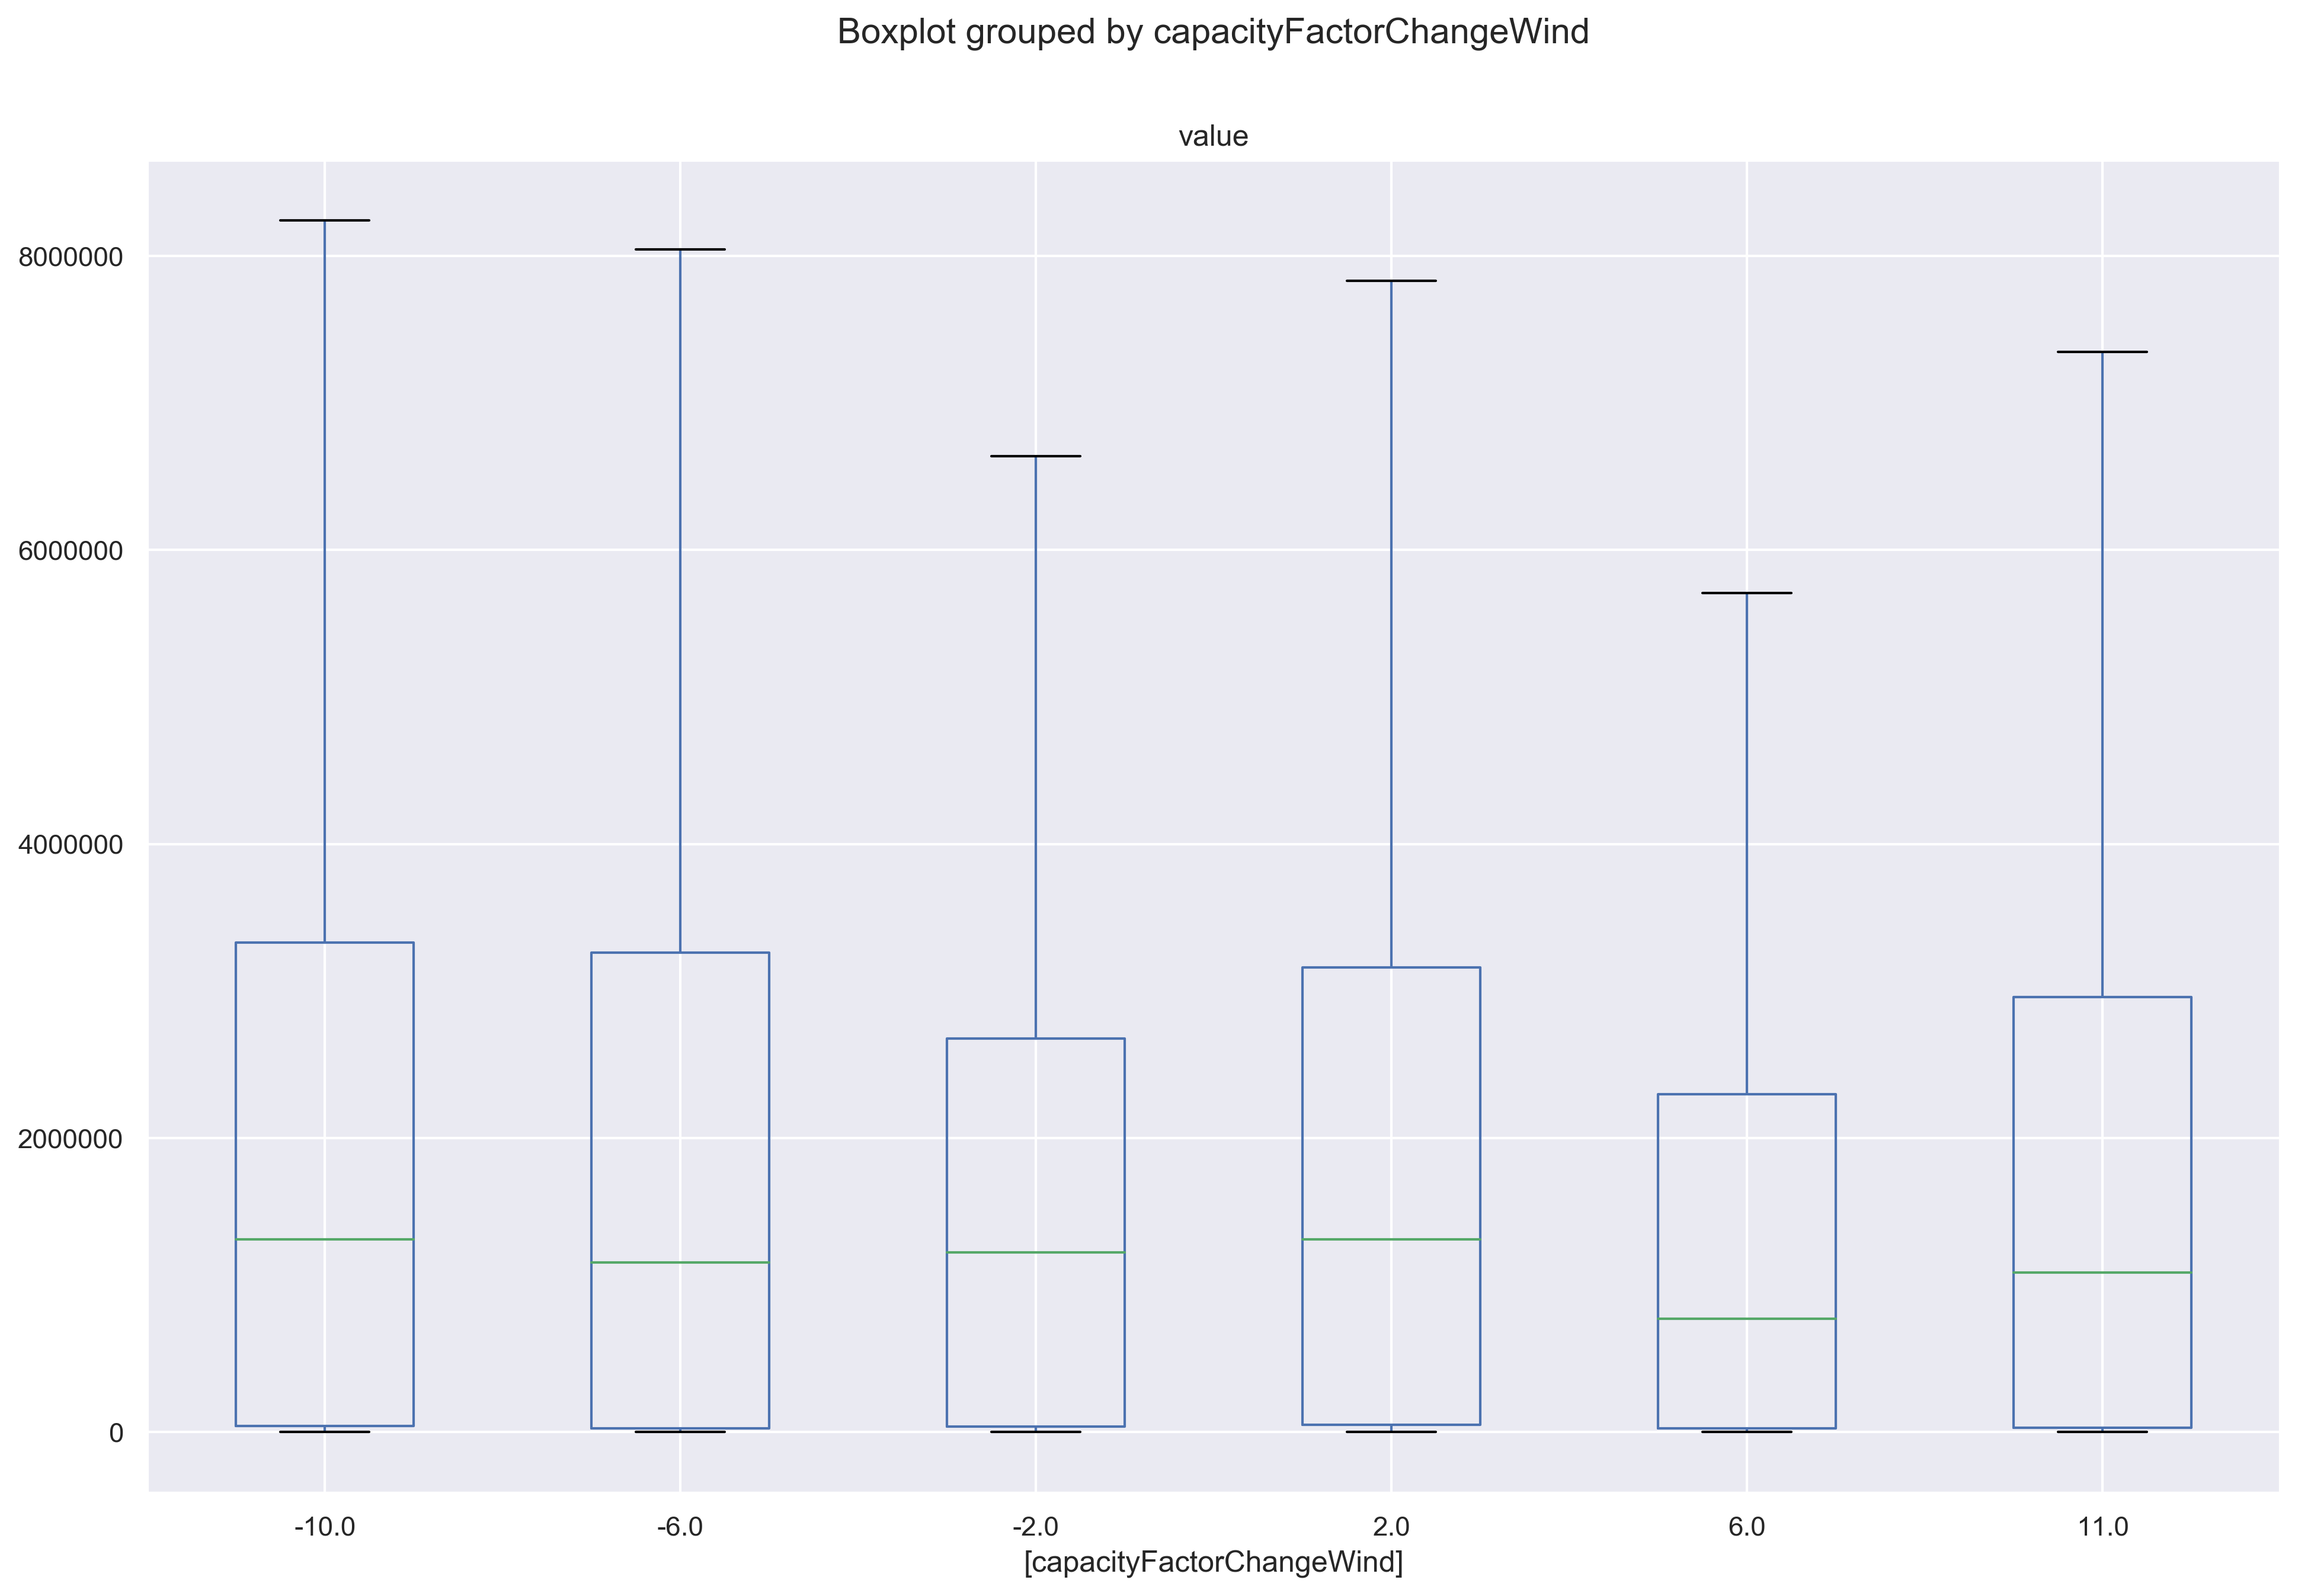 Boxplot grouped by capacityFactorChangeWind
value
8000000
6000000
4000000
2000000
0
-10.0 -6.0 -2.0 2.0 6.0 11.0
[capacityFactorChangeWind]